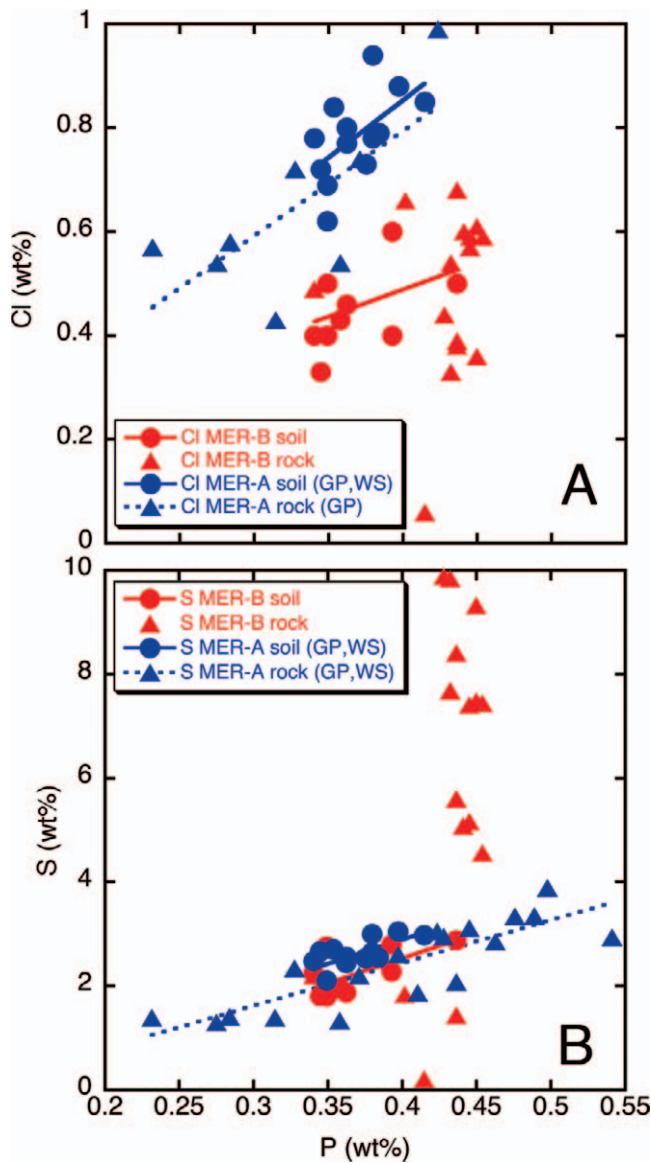 1
0.8
0.6
0.4
0.2
0
Cl (wt%)
Cl MER-B soil
Cl MER-B rock
Cl MER-A soil (GP,WS)
Cl MER-A rock (GP)
A
10
8
6
4
2
0
S (wt%)
S MER-B soil
S MER-B rock
S MER-A soil (GP,WS)
S MER-A rock (GP,WS)
B
0.2 0.25 0.3 0.35 0.4 0.45 0.5 0.55
P (wt%)